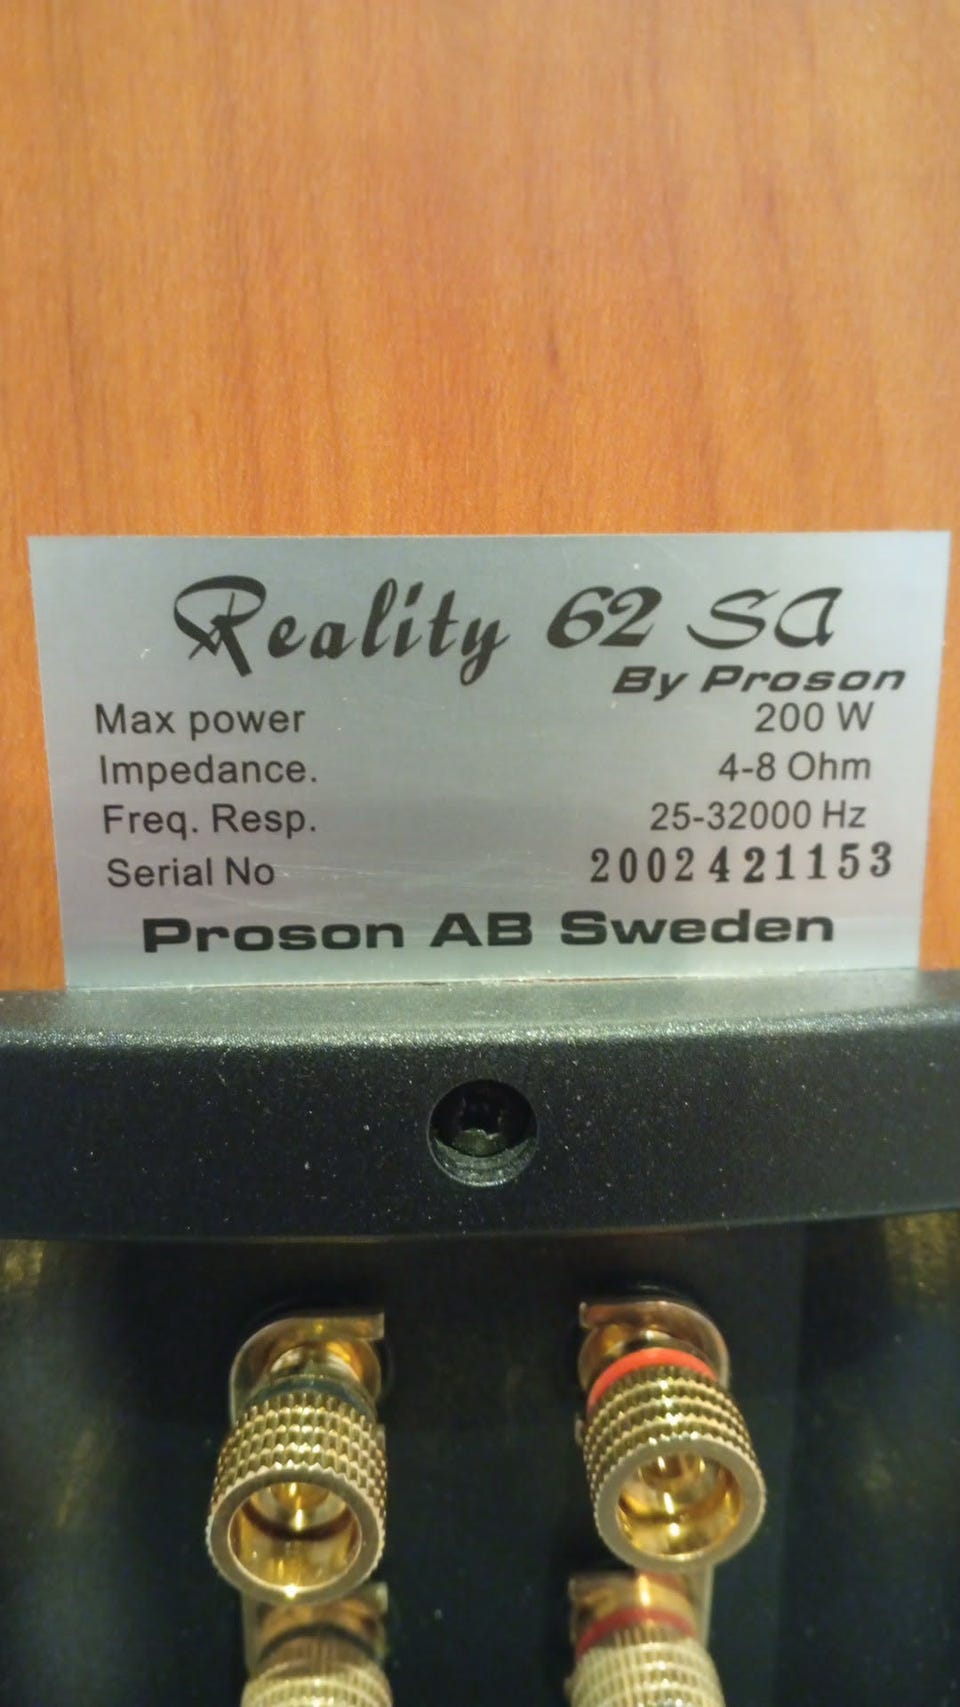 Reality 62 SA
By Proson
Max power 200 W
Impedance. 4-8 Ohm
Freq. Resp. 25-32000 Hz
Serial No 2002421153
Proson AB Sweden